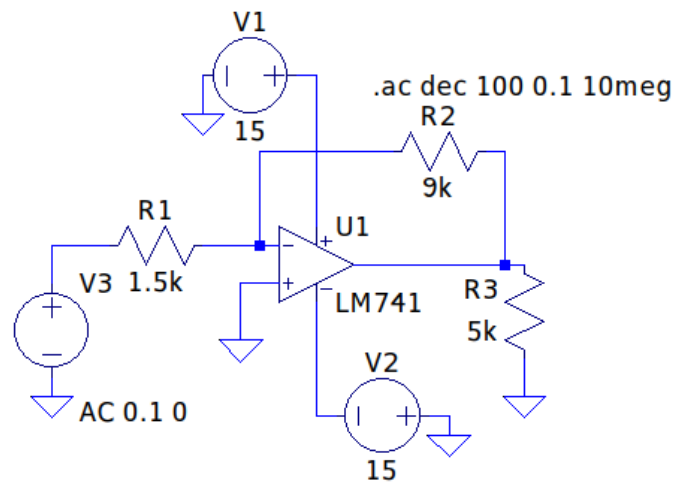 V1
.ac dec 100 0.1 10meg
R2
15
9k
R1
U1
V3
1.5k
LM741
R3
5k
V2
AC 0.1 0
15